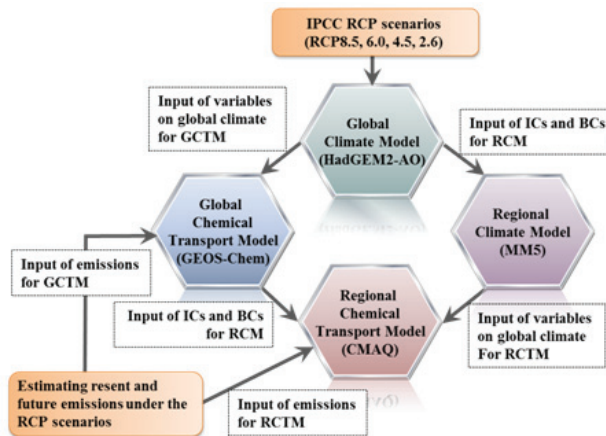 IPCC RCP scenarios
(RCP8.5, 6.0, 4.5, 2.6)
Input of variables
on global climate
for GCTM
Global
Climate Model
(HadGEM2-AO)
Input of ICs and BCs
for RCM
Global
Chemical
Transport Model
(GEOS-Chem)
Regional
Climate Model
(MM5)
Input of emissions
for GCTM
Input of ICs and BCs
for RCM
Regional
Chemical
Transport Model
(CMAQ)
Input of variables
on global climate
For RCTM
Estimating resent and
future emissions under the
RCP scenarios
Input of emissions
for RCTM